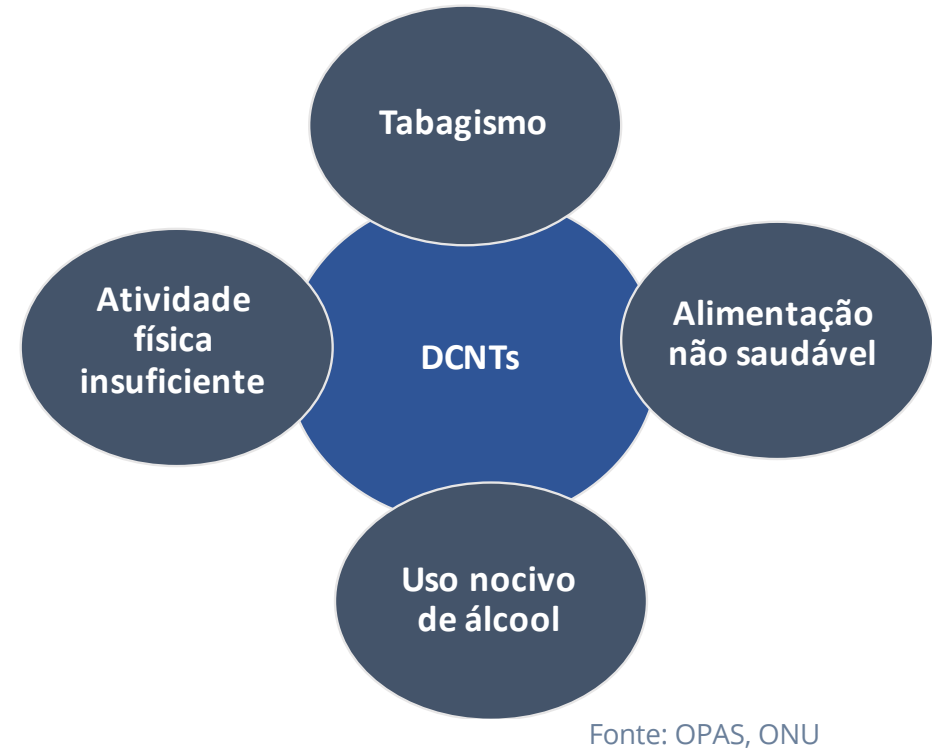 Tabagismo
Atividade
física
insuficiente
DCNTs
Alimentação
não saudável
Uso nocivo
de álcool
Fonte: OPAS, ONU